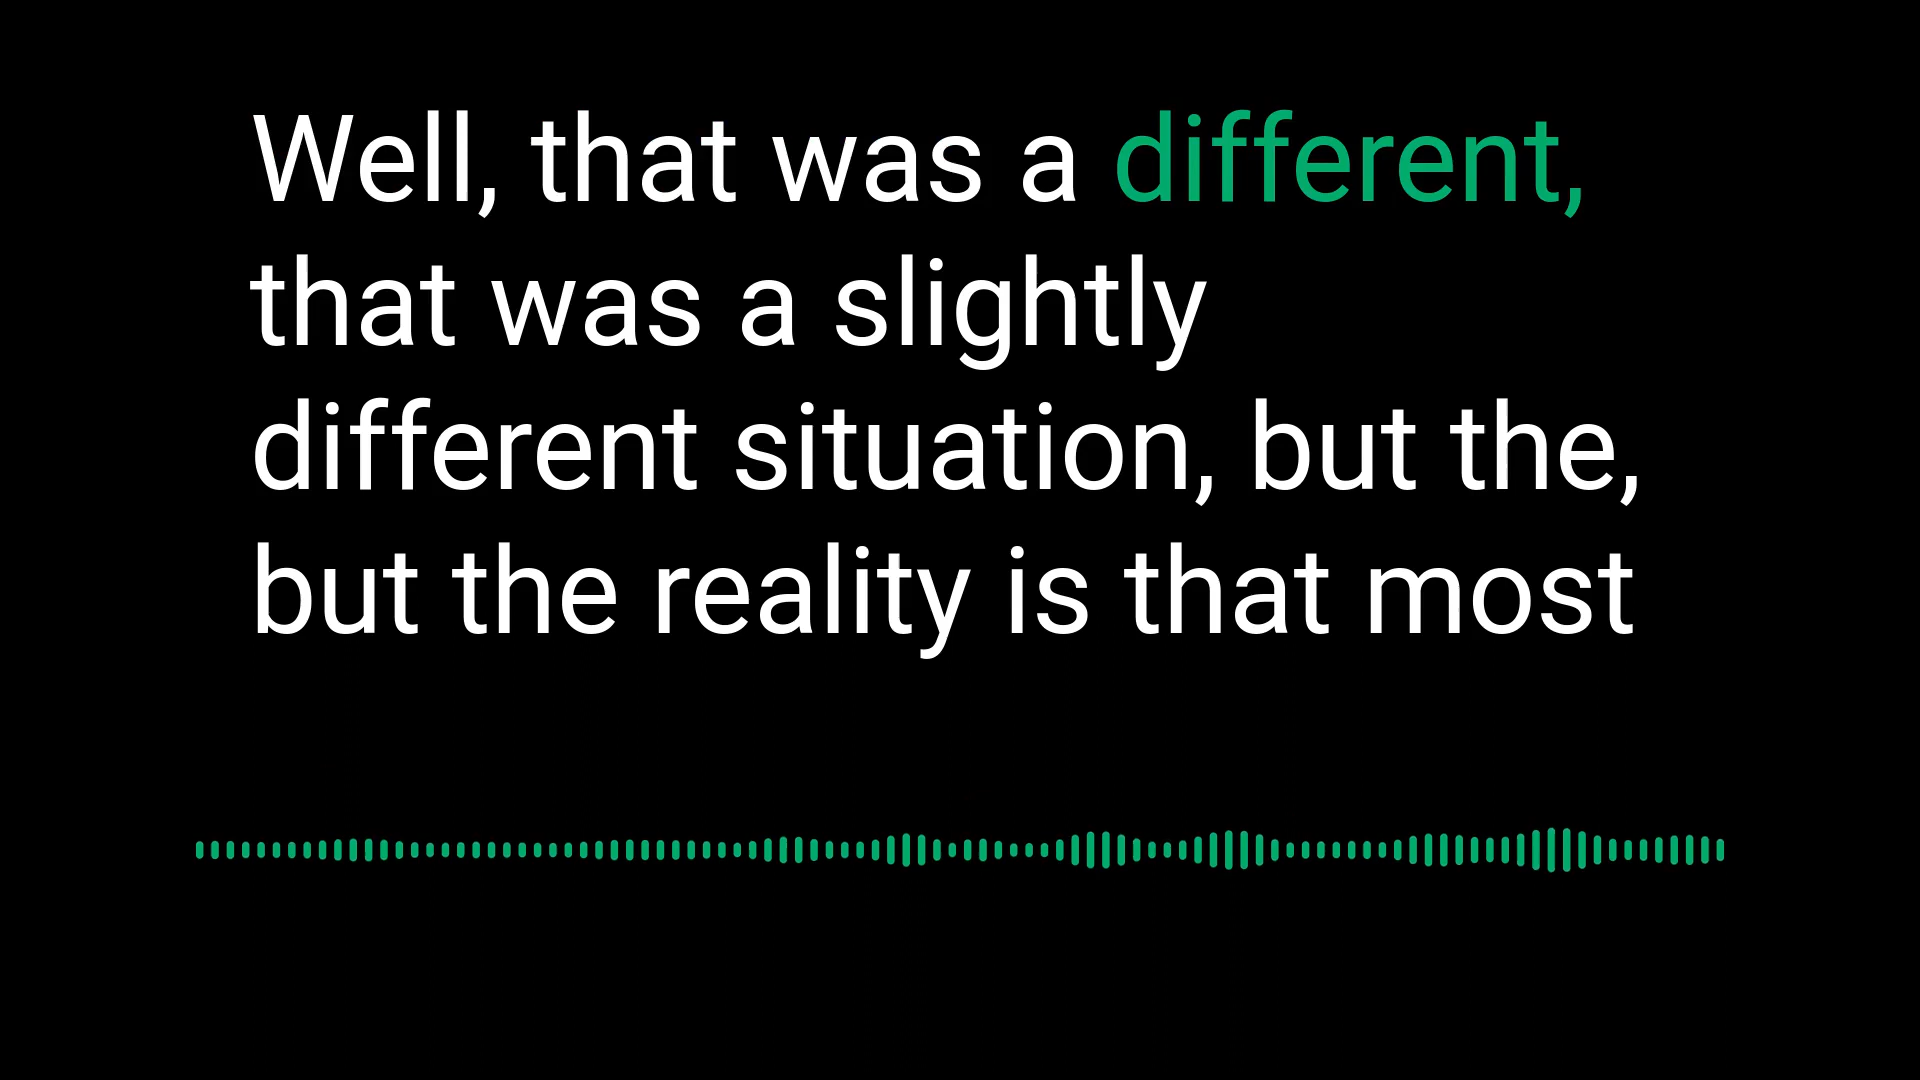 Well, that was a different,
that was a slightly
different situation, but the,
but the reality is that most